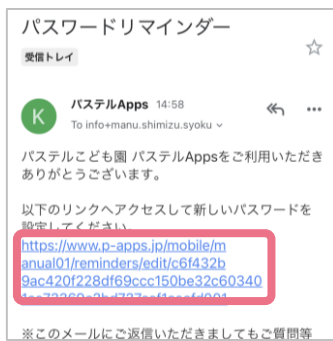 パスワードリマインダー
受信トレイ
K
パステルApps 14:58
To info+manu.shimizu.syoku
パステルこども園 パステルAppsをご利用いただき
ありがとうございます。
以下のリンクへアクセスして新しいパスワードを
設定してください。
https://www.p-apps.jp/mobile/m
anual01/reminders/edit/c6f432b
9ac420f228df69ccc150be32c60340
※このメールにご返信いただきましてもご質問等